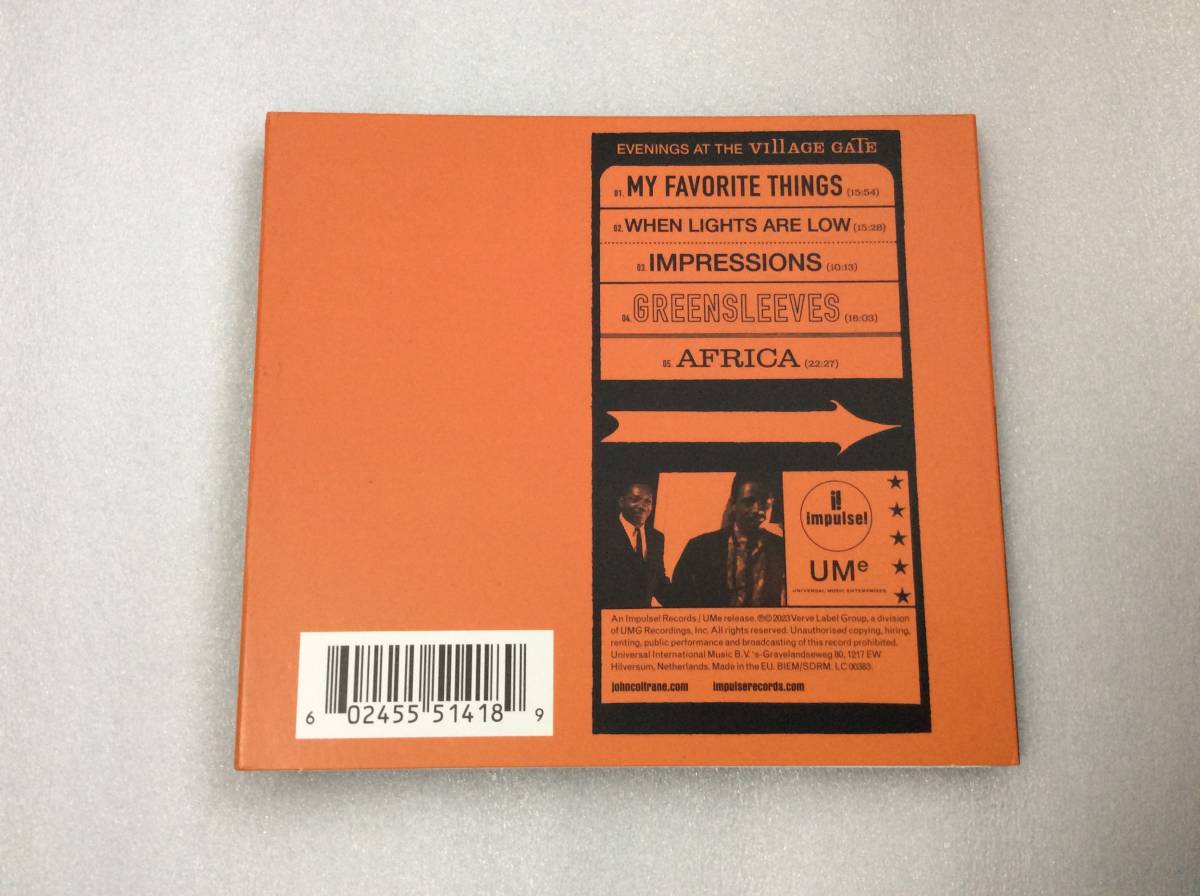 EVENINGS AT THE VillAGE GATE
01. MY FAVORITE THINGS (15:54)
02. WHEN LIGHTS ARE LOW (15:28)
03. IMPRESSIONS (10:13)
04. GREENSLEEVES (16:03)
05. AFRICA (22:27)
i!
impulse!
UMe
UNIVERSAL MUSIC ENTERPRISES
An Impulse! Records / UMe release. ℗© 2023 Verve Label Group, a division
of UMG Recordings, Inc. All rights reserved. Unauthorised copying, hiring,
renting, public performance and broadcasting of this record prohibited.
Universal International Music B.V. 's-Gravelandseweg 80, 1217 EW
Hilversum, Netherlands. Made in the EU. BIEM/SDRM. LC 00383.
johncoltrane.com impulserecords.com
6 02455 51418 9